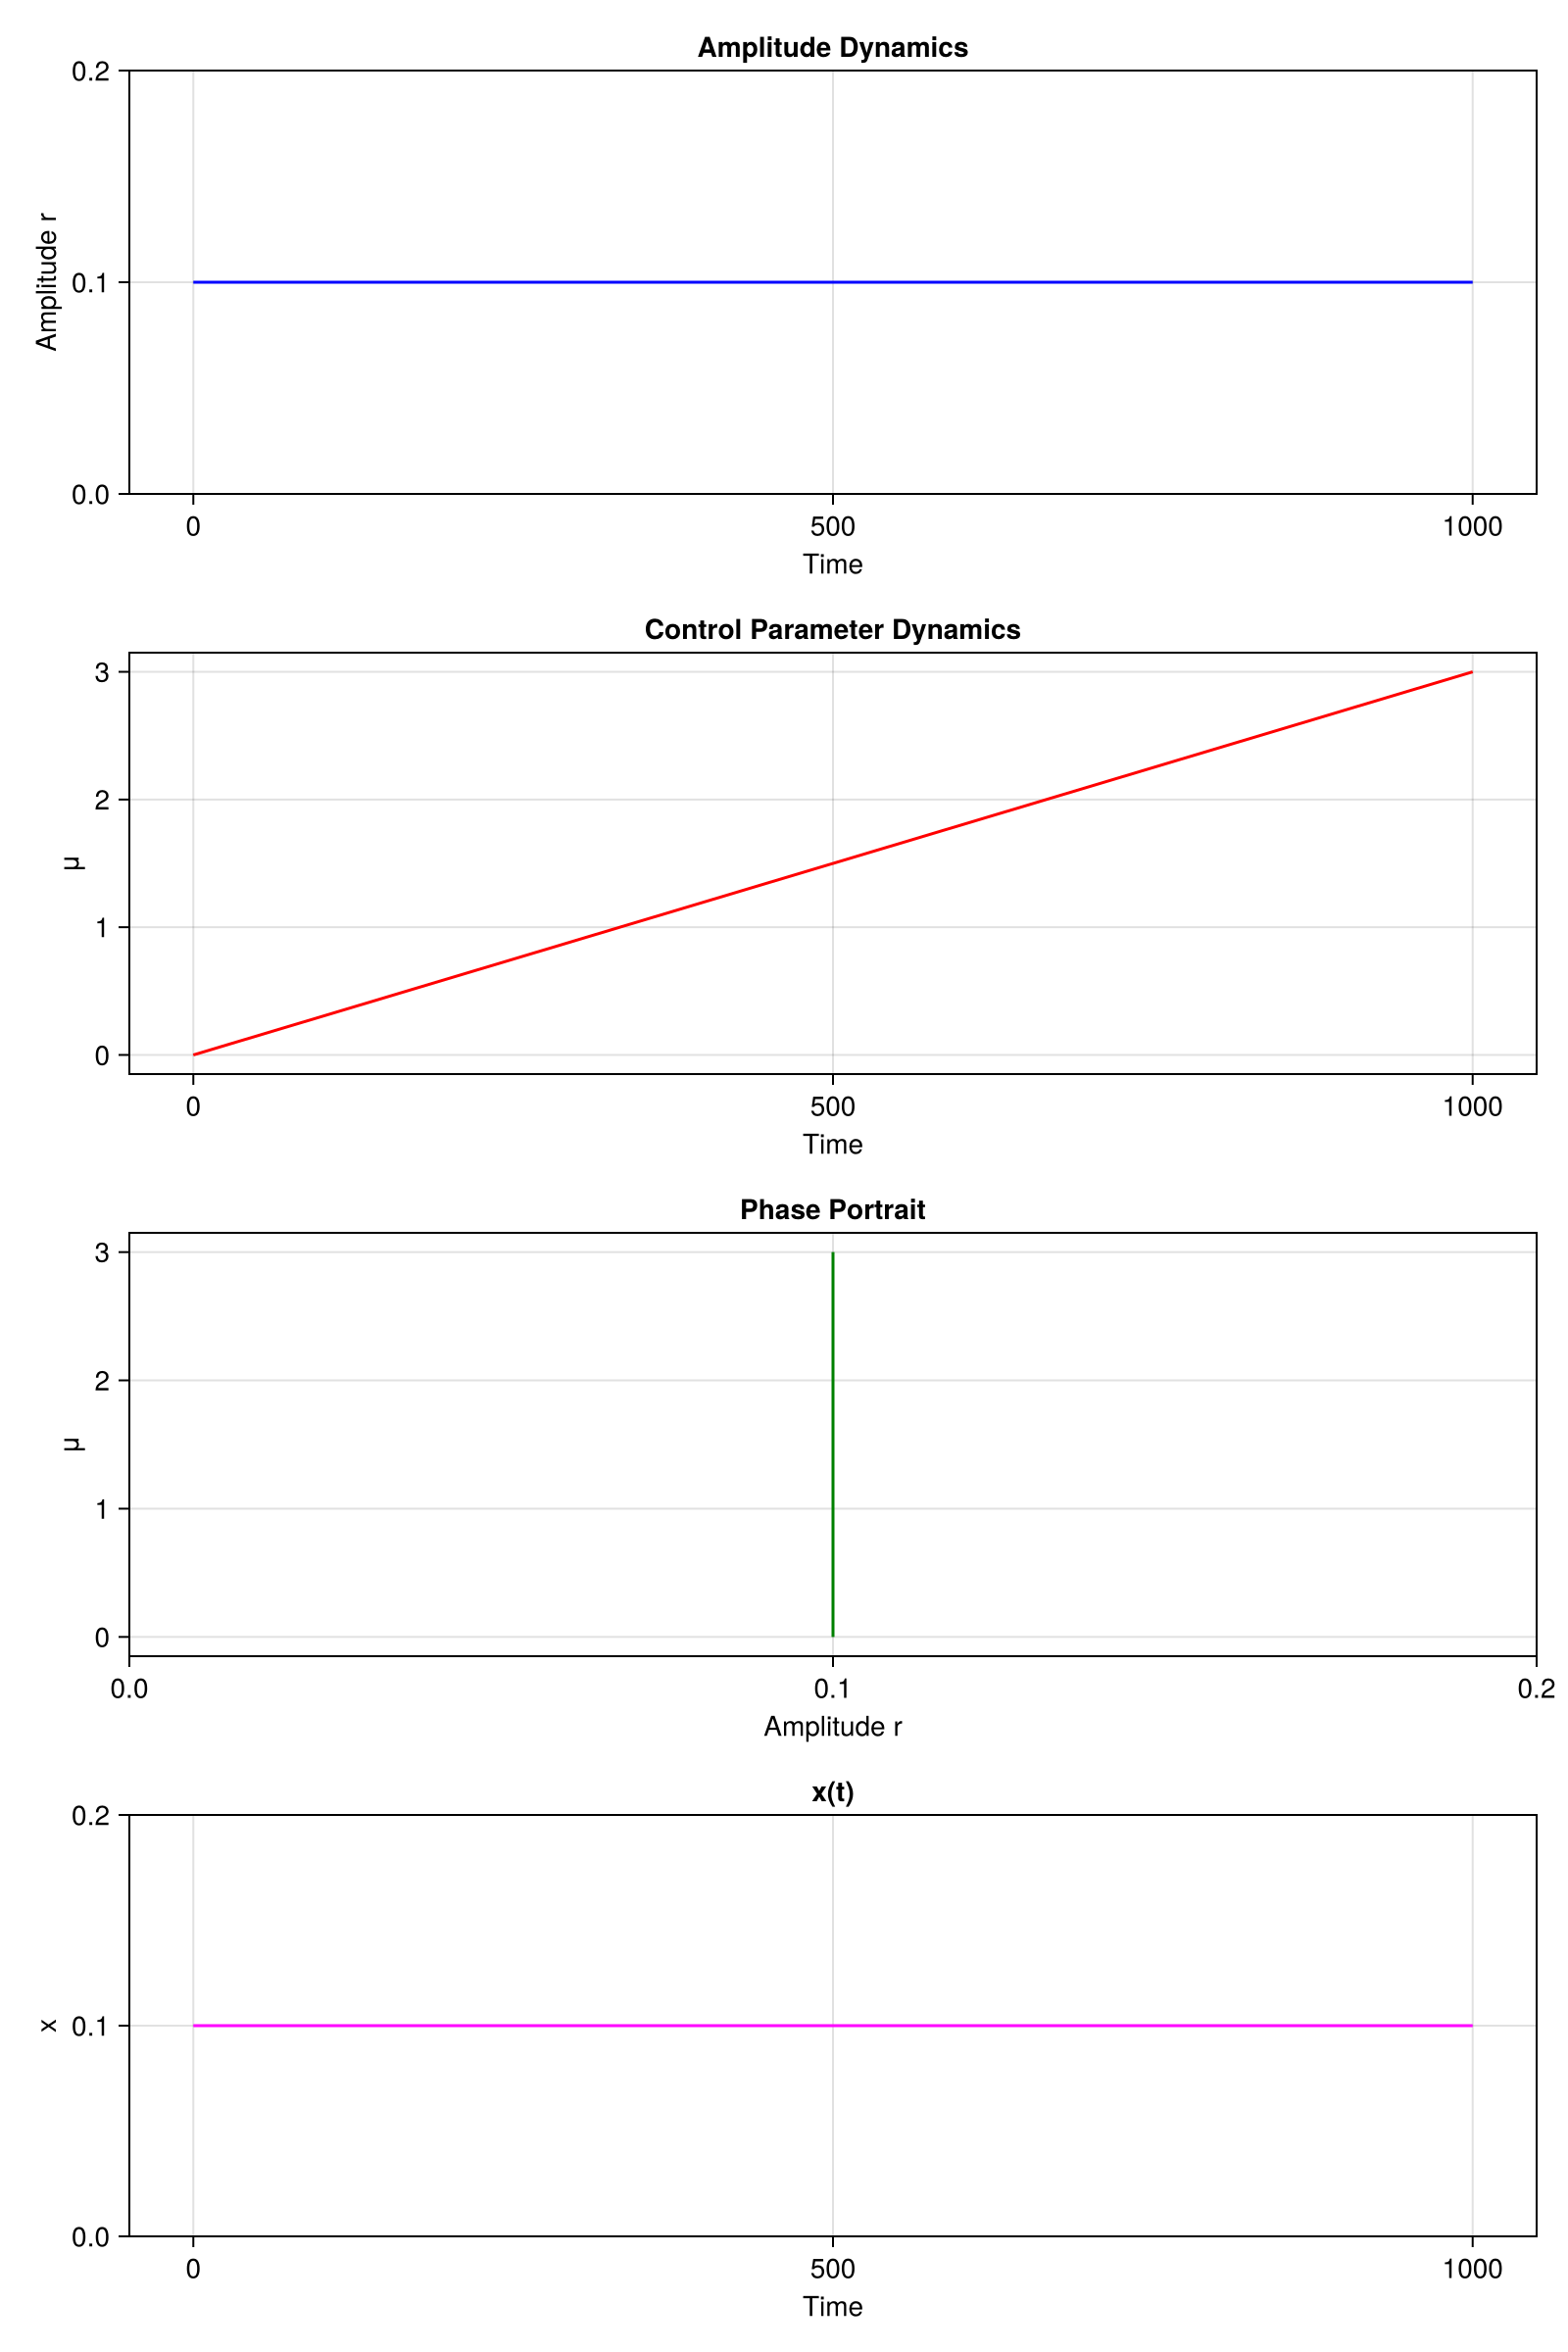 Amplitude Dynamics
0.2
0.1
0.0
Amplitude r
0 500 1000
Time
Control Parameter Dynamics
3
2
1
0
μ
0 500 1000
Time
Phase Portrait
3
2
1
0
μ
0.0 0.1 0.2
Amplitude r
x(t)
0.2
0.1
0.0
x
0 500 1000
Time